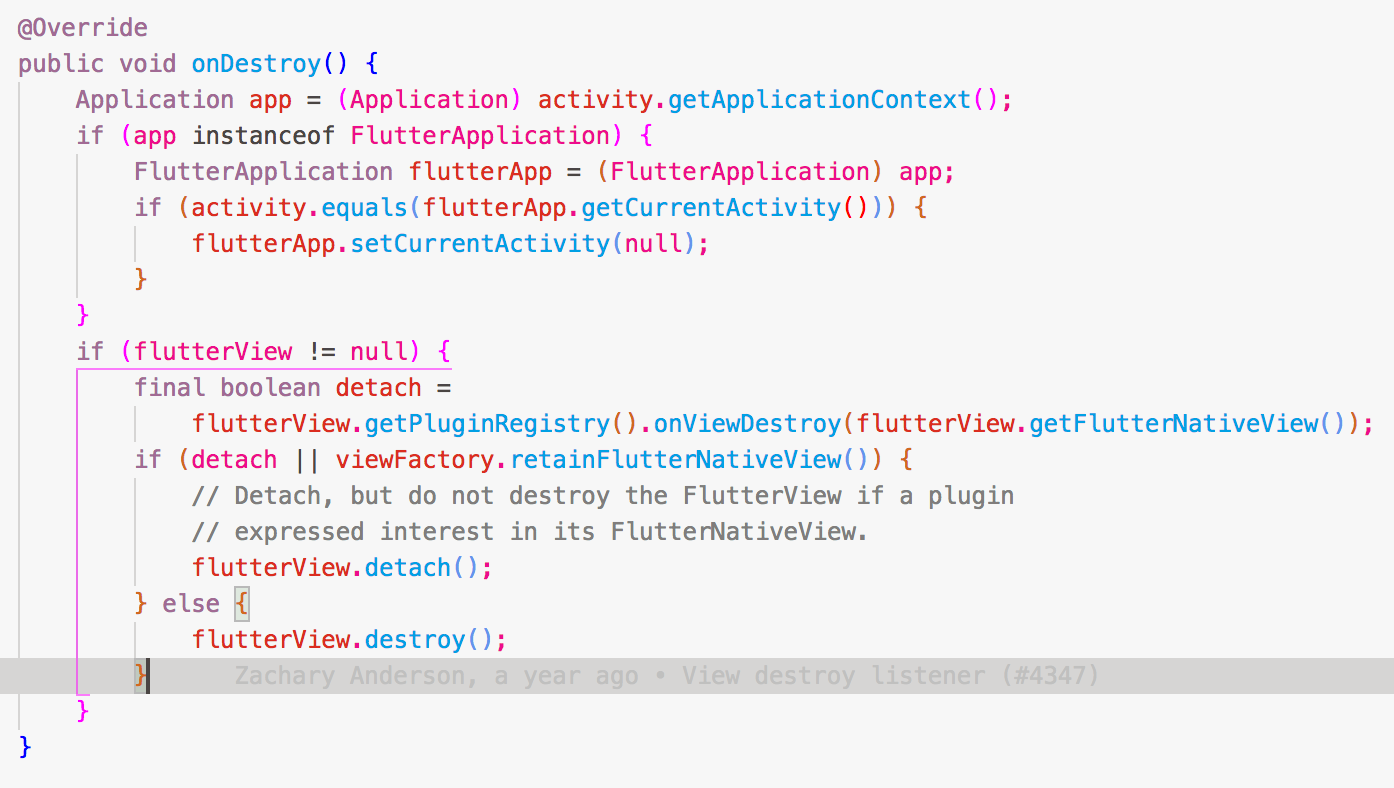 @Override
public void onDestroy() {
    Application app = (Application) activity.getApplicationContext();
    if (app instanceof FlutterApplication) {
        FlutterApplication flutterApp = (FlutterApplication) app;
        if (activity.equals(flutterApp.getCurrentActivity())) {
            flutterApp.setCurrentActivity(null);
        }
    }
    if (flutterView != null) {
        final boolean detach =
            flutterView.getPluginRegistry().onViewDestroy(flutterView.getFlutterNativeView());
        if (detach || viewFactory.retainFlutterNativeView()) {
            // Detach, but do not destroy the FlutterView if a plugin
            // expressed interest in its FlutterNativeView.
            flutterView.detach();
        } else {
            flutterView.destroy();
        }      Zachary Anderson, a year ago • View destroy listener (#4347)
    }
}